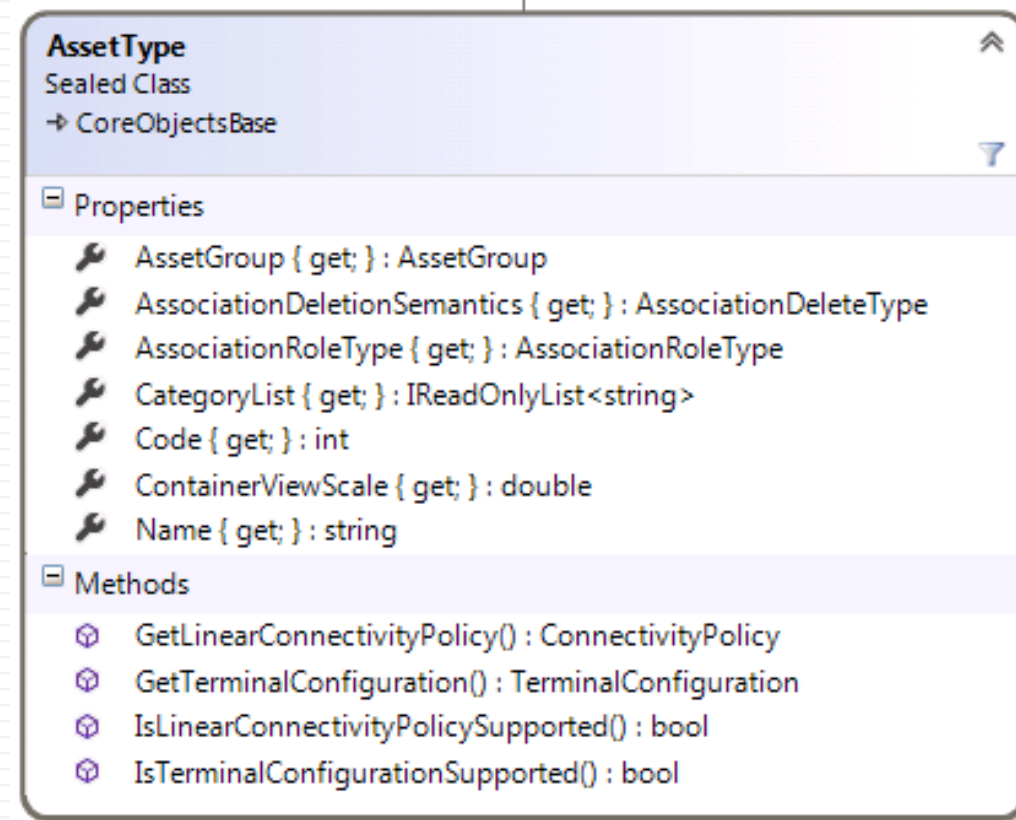 AssetType
Sealed Class
CoreObjectsBase
Properties
AssetGroup { get; } : AssetGroup
AssociationDeletionSemantics { get; } : AssociationDeleteType
AssociationRoleType { get; } : AssociationRoleType
CategoryList { get; } : IReadOnlyList<string>
Code { get; } : int
ContainerViewScale { get; } : double
Name { get; } : string
Methods
GetLinearConnectivityPolicy() : ConnectivityPolicy
GetTerminalConfiguration() : TerminalConfiguration
IsLinearConnectivityPolicySupported() : bool
IsTerminalConfigurationSupported() : bool